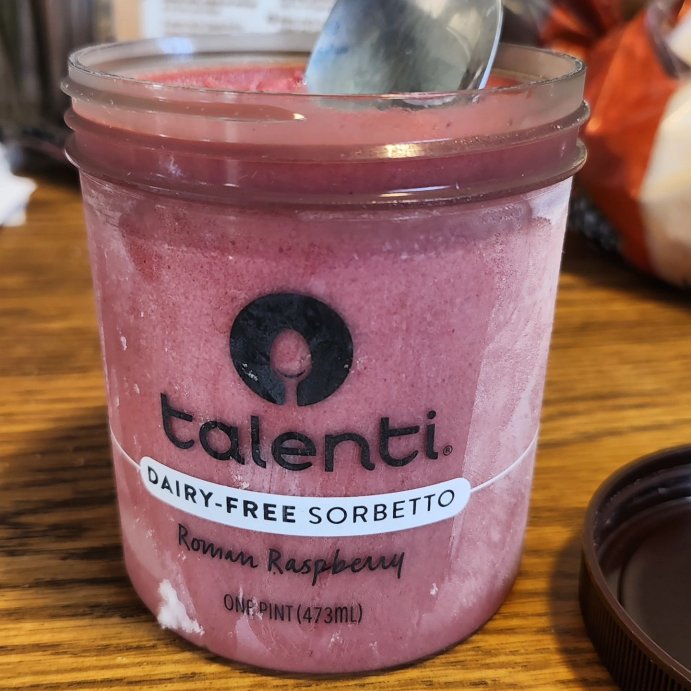 talenti®
DAIRY-FREE SORBETTO
Roman Raspberry
ONE PINT (473mL)